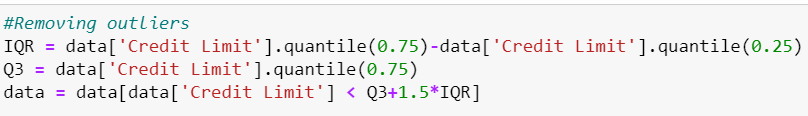 #Removing outliers
IQR = data['Credit Limit'].quantile(0.75)-data['Credit Limit'].quantile(0.25)
Q3 = data['Credit Limit'].quantile(0.75)
data = data[data['Credit Limit'] < Q3+1.5*IQR]